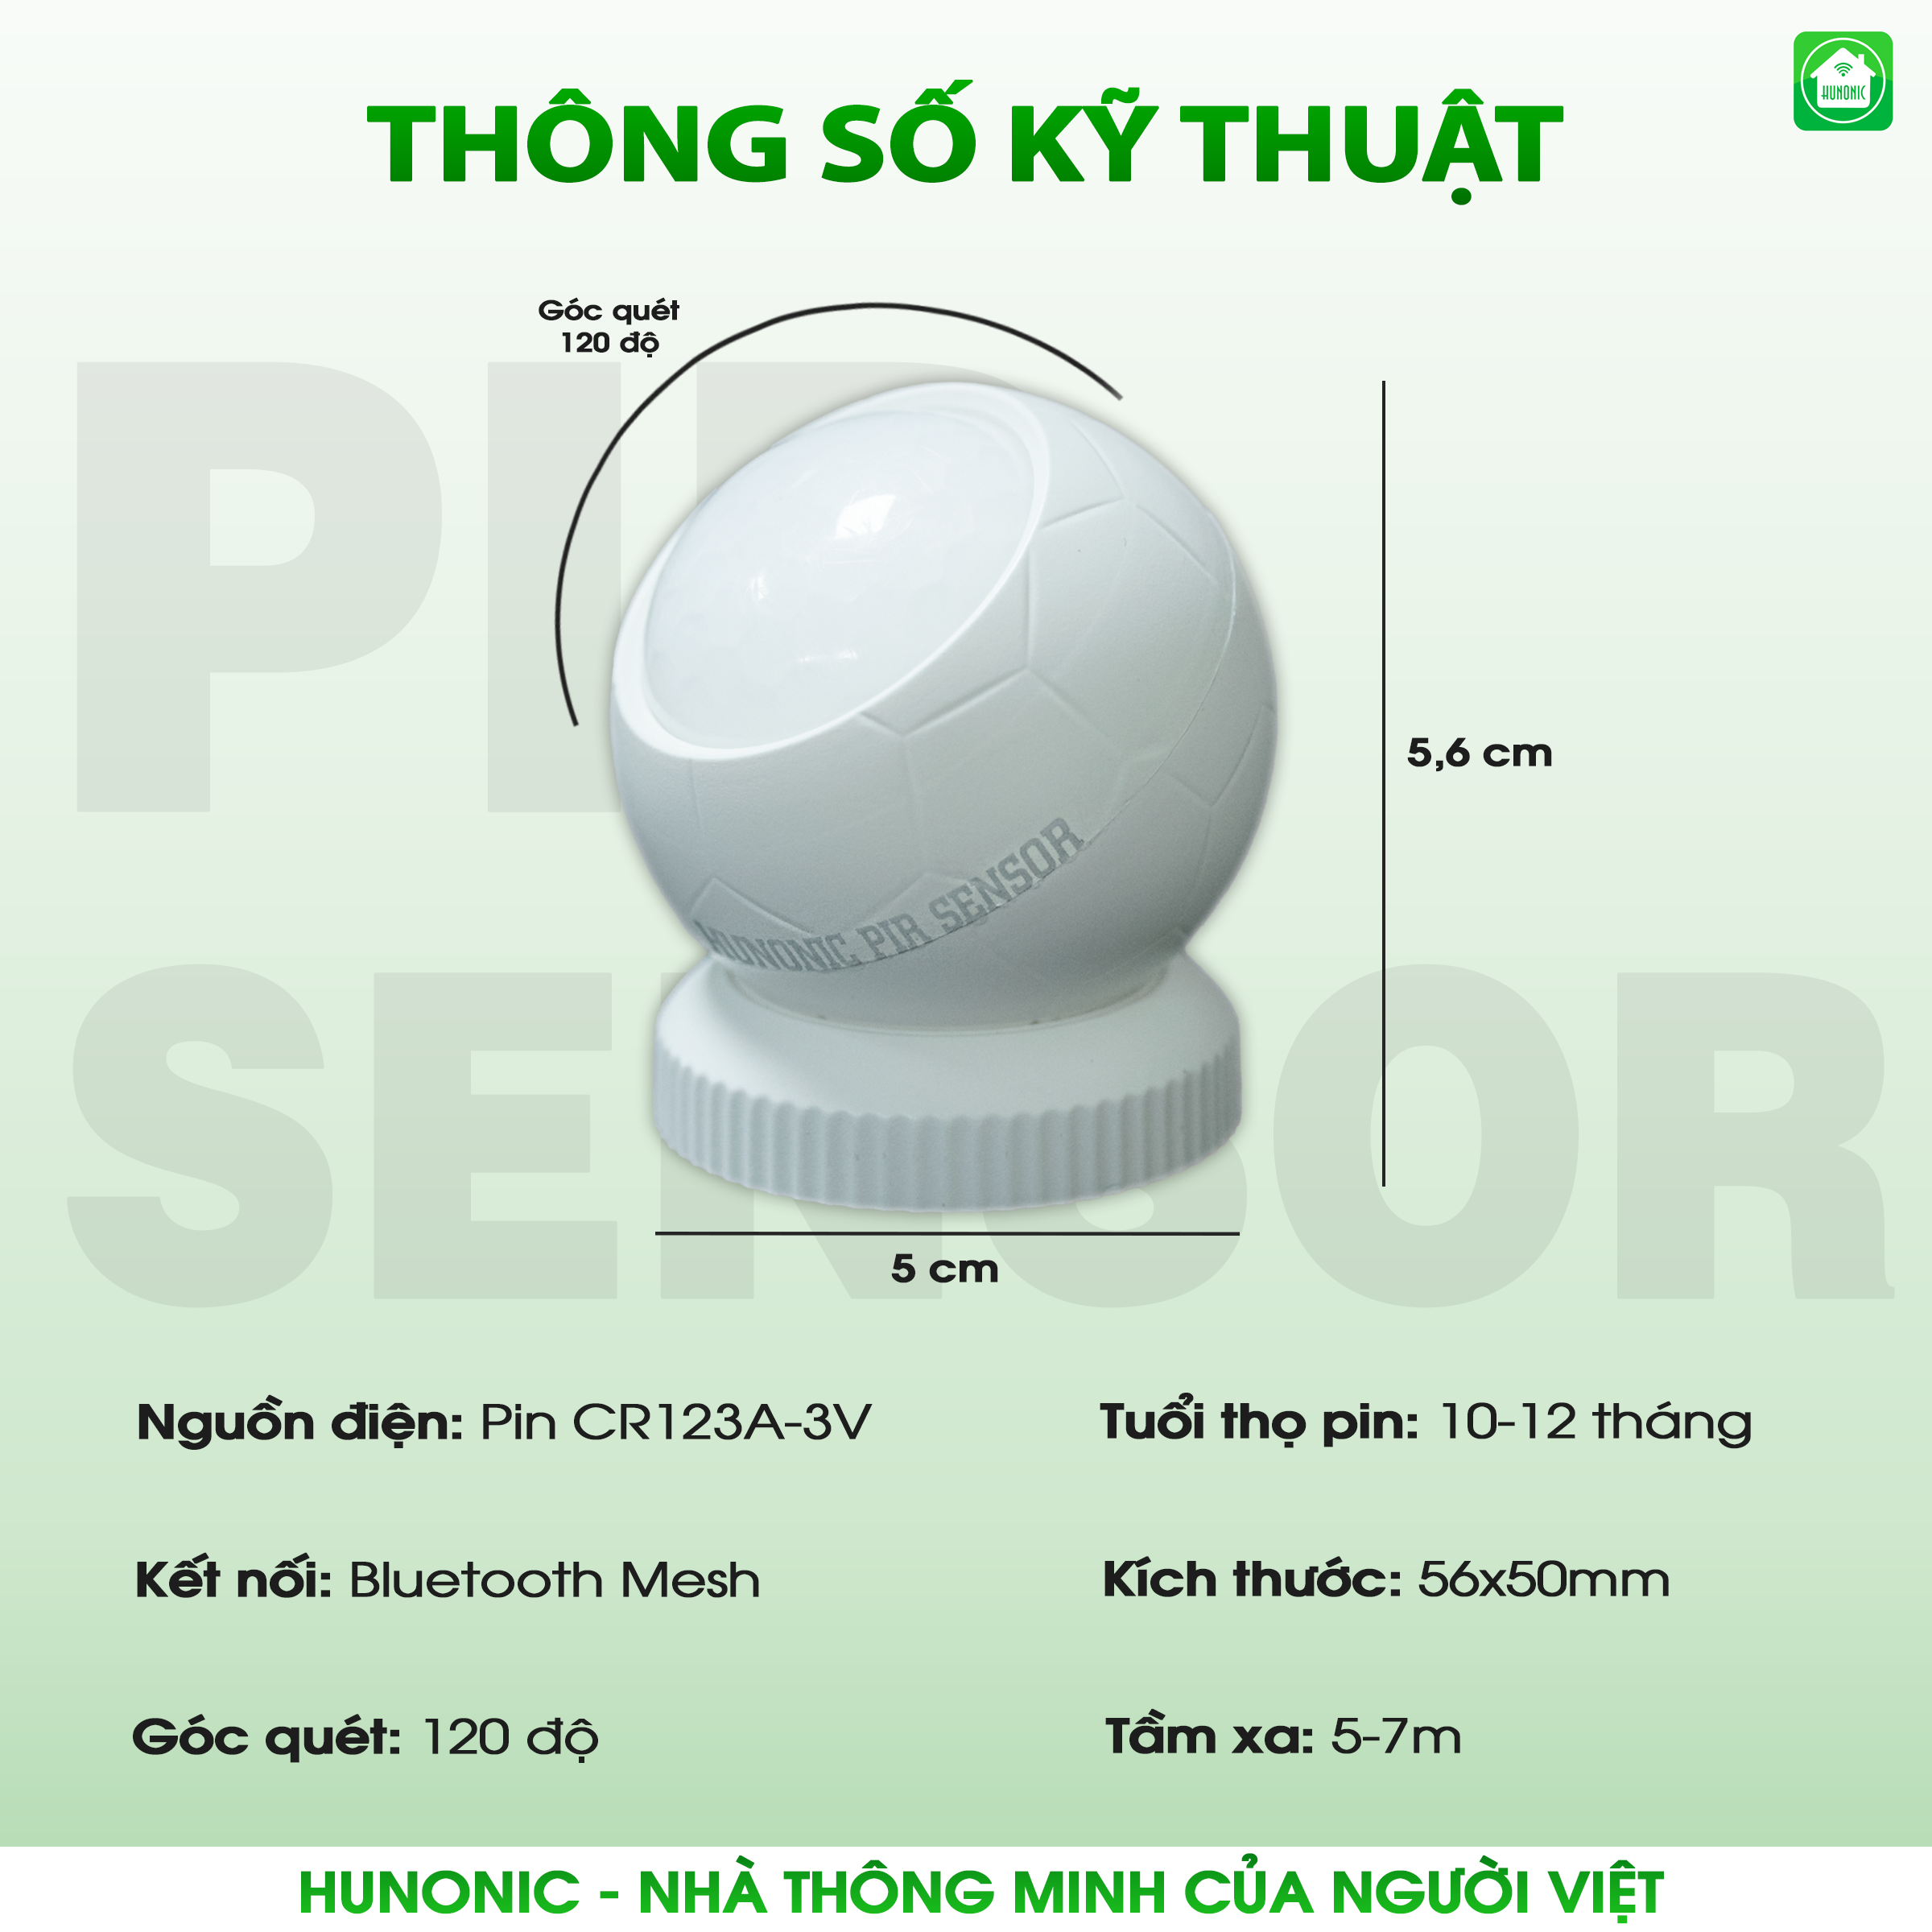 HUNONIC
THÔNG SỐ KỸ THUẬT
Góc quét
120 độ
PIR
SENSOR
5,6 cm
HUNONIC PIR SENSOR
5 cm
Nguồn điện: Pin CR123A-3V
Tuổi thọ pin: 10-12 tháng
Kết nối: Bluetooth Mesh
Kích thước: 56x50mm
Góc quét: 120 độ
Tầm xa: 5-7m
HUNONIC - NHÀ THÔNG MINH CỦA NGƯỜI VIỆT